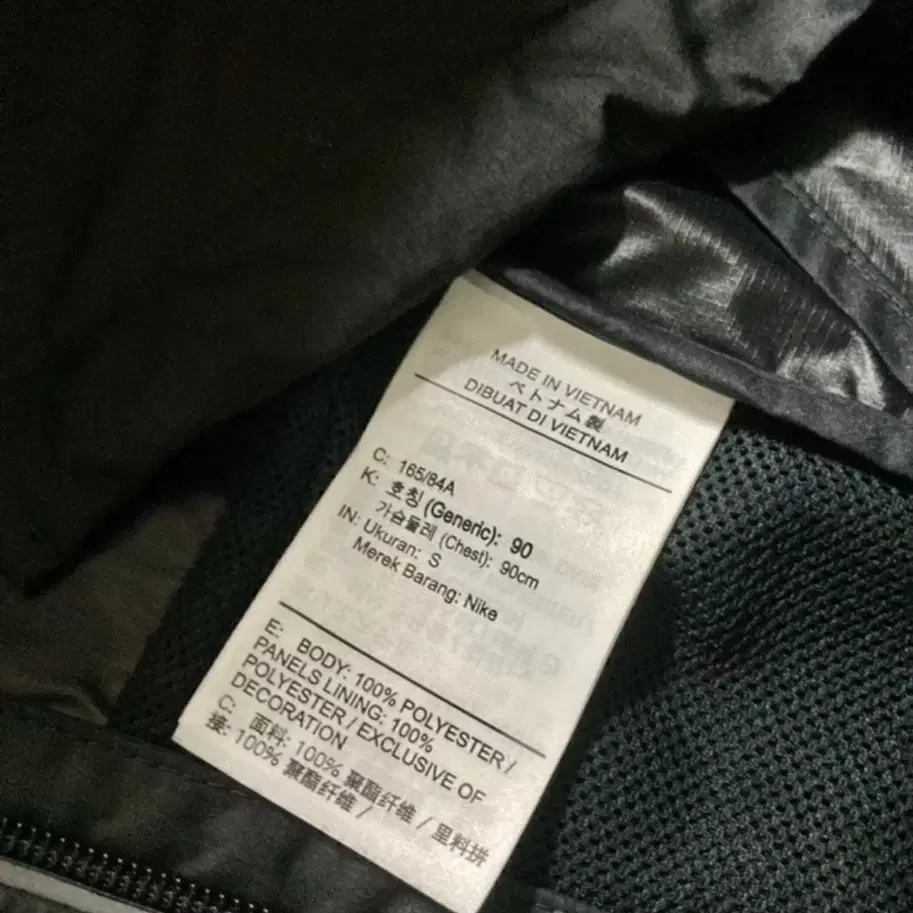 MADE IN VIETNAM
ベトナム製
DIBUAT DI VIETNAM
C: 165/84A
K: 호칭 (Generic): 90
가슴둘레 (Chest): 90cm
IN: Ukuran: S
Merek Barang: Nike
E: BODY: 100% POLYESTER /
PANELS LINING: 100%
POLYESTER / EXCLUSIVE OF
DECORATION
C: 面料: 100% 聚酯纤维 / 里料拼
接: 100% 聚酯纤维 /